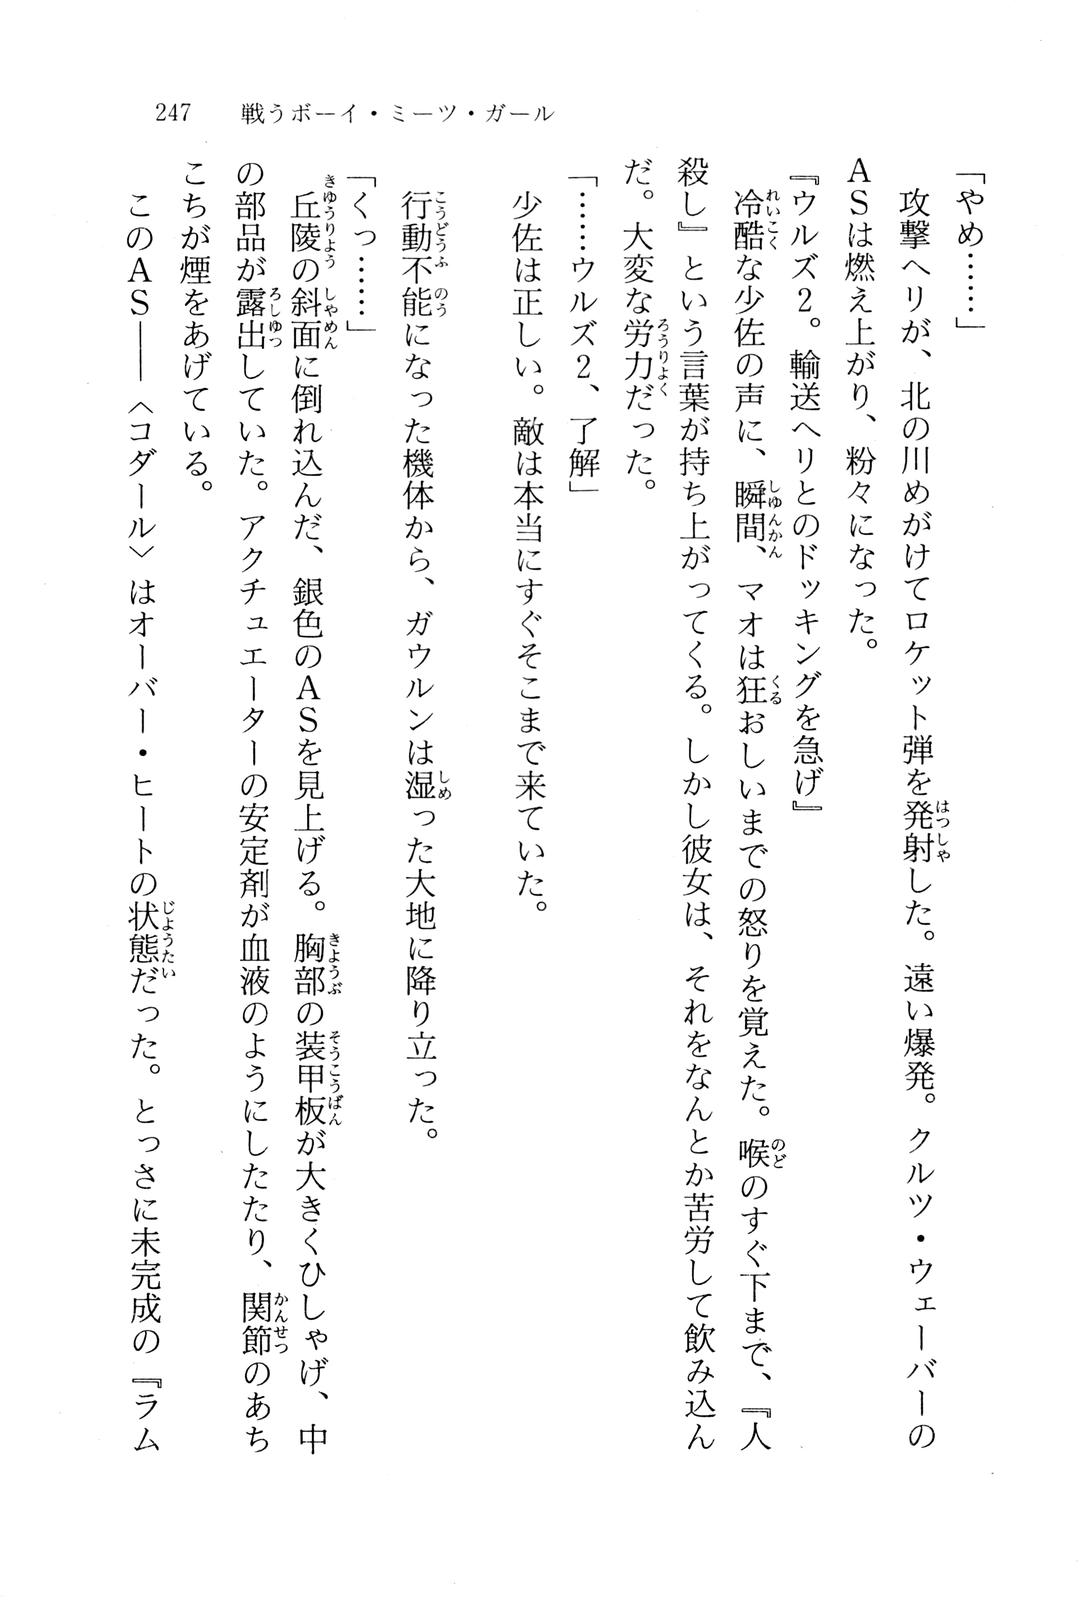 247　戦うボーイ・ミーツ・ガール
「やめ……」
　攻撃ヘリが、北の川めがけてロケット弾を発射した。遠い爆発。クルツ・ウェーバーの
ＡＳは燃え上がり、粉々になった。
『ウルズ２。輸送ヘリとのドッキングを急げ』
　冷酷な少佐の声に、瞬間、マオは狂おしいまでの怒りを覚えた。喉のすぐ下まで、『人
殺し』という言葉が持ち上がってくる。しかし彼女は、それをなんとか苦労して飲み込ん
だ。大変な労力だった。
「……ウルズ２、了解」
　少佐は正しい。敵は本当にすぐそこまで来ていた。
　行動不能になった機体から、ガウルンは湿った大地に降り立った。
「くっ……」
　丘陵の斜面に倒れ込んだ、銀色のＡＳを見上げる。胸部の装甲板が大きくひしゃげ、中
の部品が露出していた。アクチュエーターの安定剤が血液のようにしたたり、関節のあち
こちが煙をあげている。
　このＡＳ――〈コダール〉はオーバー・ヒートの状態だった。とっさに未完成の『ラム